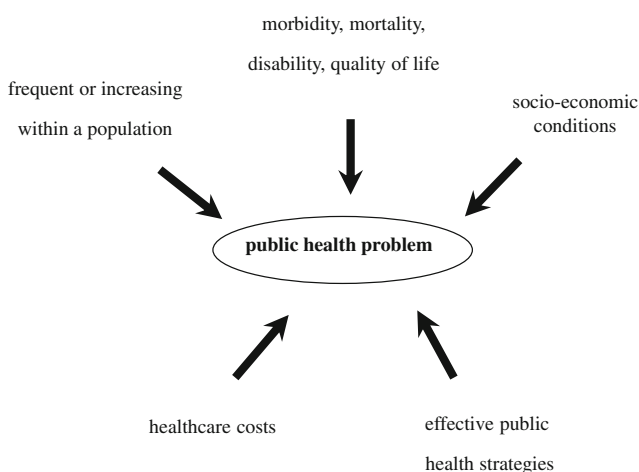 morbidity, mortality,
disability, quality of life
frequent or increasing
within a population
socio-economic
conditions
public health problem
healthcare costs
effective public
health strategies